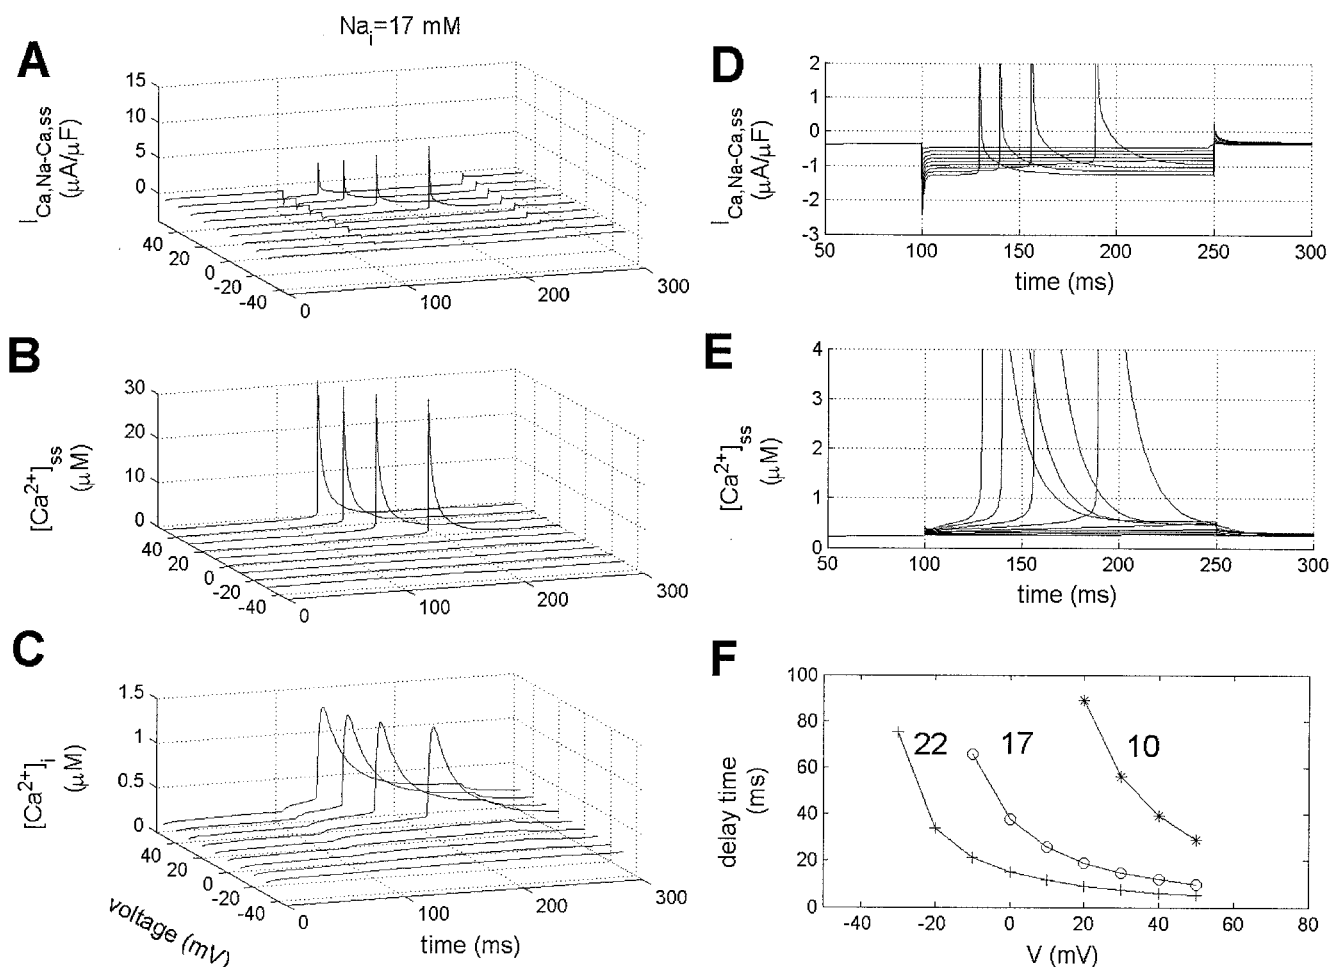 Na_i=17 mM
A
I_Ca,Na-Ca,ss
(μA/μF)
15
10
5
0
40
20
0
-20
-40
0
100
200
300
B
[Ca2+]ss
(μM)
30
20
10
0
40
20
0
-20
-40
0
100
200
300
C
[Ca2+]i
(μM)
1.5
1
0.5
0
40
20
0
-20
-40
0
100
200
300
voltage (mV)
time (ms)
D
I_Ca,Na-Ca,ss
(μA/μF)
2
1
0
-1
-2
-3
50 100 150 200 250 300
time (ms)
E
[Ca2+]ss
(μM)
4
3
2
1
0
50 100 150 200 250 300
time (ms)
F
delay time
(ms)
100
80
60
40
20
0
22 17 10
-40 -20 0 20 40 60 80
V (mV)